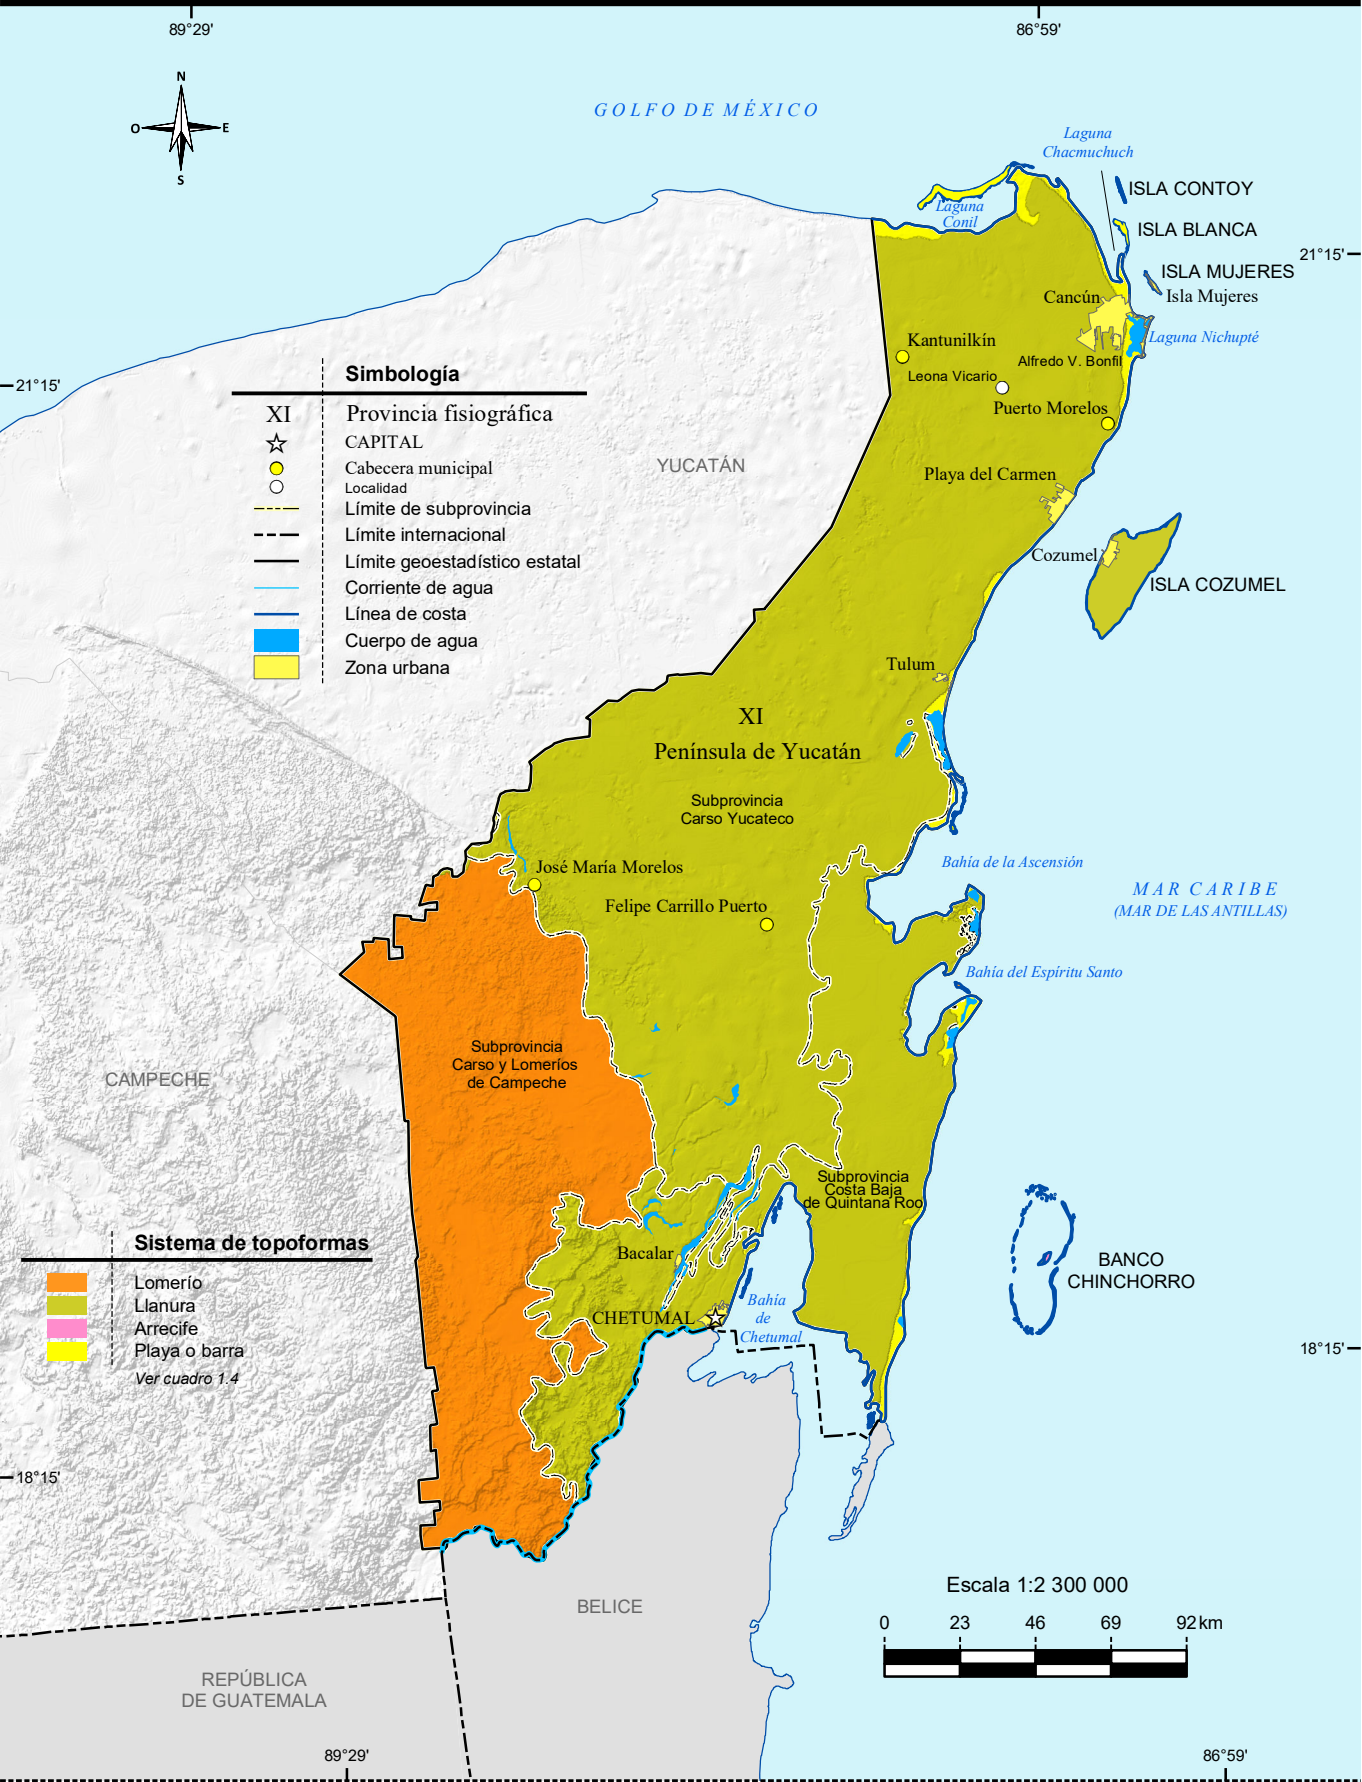 89°29'
86°59'
N
O
E
S
GOLFO DE MÉXICO
Laguna
Chacmuchuch
ISLA CONTOY
Laguna
Conil
ISLA BLANCA
21°15'
ISLA MUJERES
Isla Mujeres
Cancún
Laguna Nichupté
Kantunilkín
Alfredo V. Bonfil
Leona Vicario
Puerto Morelos
21°15'
Simbología
XI Provincia fisiográfica
CAPITAL
Cabecera municipal
Localidad
Límite de subprovincia
Límite internacional
Límite geoestadístico estatal
Corriente de agua
Línea de costa
Cuerpo de agua
Zona urbana
YUCATÁN
Playa del Carmen
Cozumel
ISLA COZUMEL
Tulum
XI
Península de Yucatán
Subprovincia
Carso Yucateco
José María Morelos
Felipe Carrillo Puerto
Bahía de la Ascensión
MAR CARIBE
(MAR DE LAS ANTILLAS)
Bahía del Espíritu Santo
Subprovincia
Carso y Lomeríos
de Campeche
CAMPECHE
Subprovincia
Costa Baja
de Quintana Roo
Bacalar
CHETUMAL
Bahía
de
Chetumal
BANCO
CHINCHORRO
Sistema de topoformas
Lomerío
Llanura
Arrecife
Playa o barra
Ver cuadro 1.4
18°15'
18°15'
BELICE
REPÚBLICA
DE GUATEMALA
Escala 1:2 300 000
0 23 46 69 92 km
89°29'
86°59'